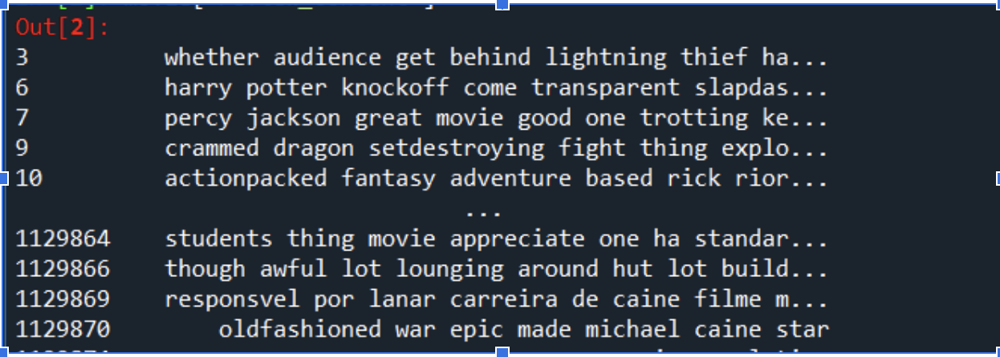 Out[2]:
3 whether audience get behind lightning thief ha...
6 harry potter knockoff come transparent slapdas...
7 percy jackson great movie good one trotting ke...
9 crammed dragon setdestroying fight thing explo...
10 actionpacked fantasy adventure based rick rior...
...
1129864 students thing movie appreciate one ha standar...
1129866 though awful lot lounging around hut lot build...
1129869 responsvel por lanar carreira de caine filme m...
1129870 oldfashioned war epic made michael caine star